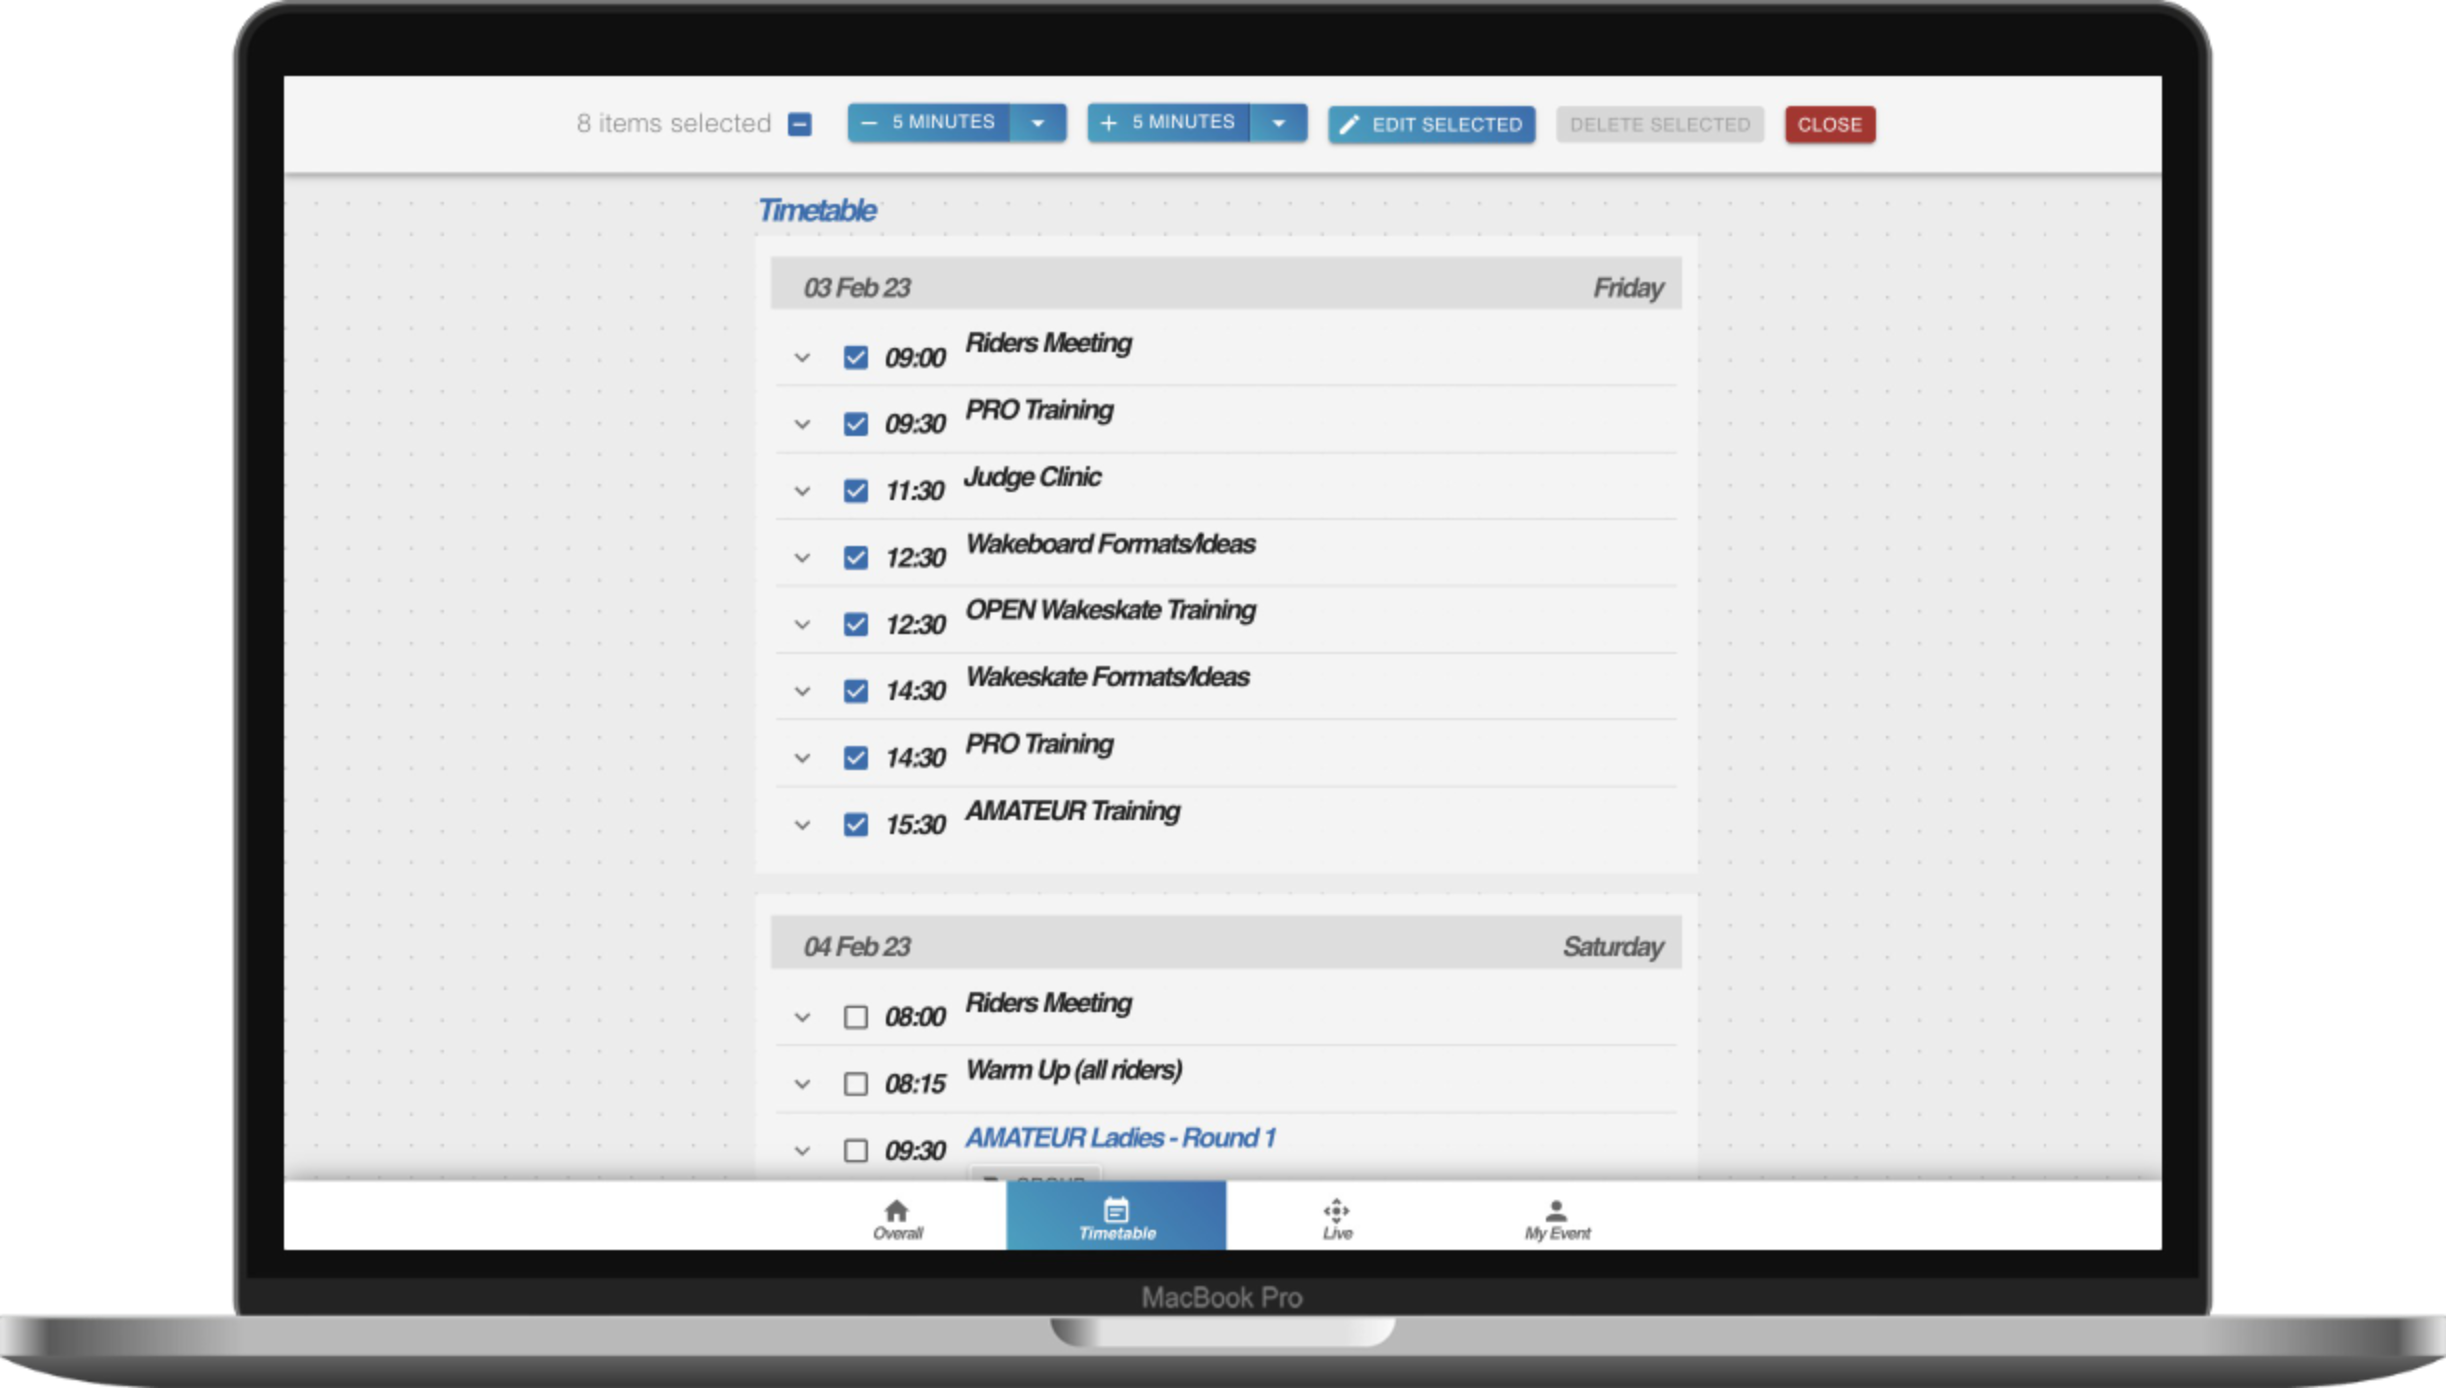 8 items selected
5 MINUTES
5 MINUTES
EDIT SELECTED
DELETE SELECTED
CLOSE
Timetable
03 Feb 23 Friday
09:00 Riders Meeting
09:30 PRO Training
11:30 Judge Clinic
12:30 Wakeboard Formats/Ideas
12:30 OPEN Wakeskate Training
14:30 Wakeskate Formats/Ideas
14:30 PRO Training
15:30 AMATEUR Training
04 Feb 23 Saturday
08:00 Riders Meeting
08:15 Warm Up (all riders)
09:30 AMATEUR Ladies - Round 1
Overall
Timetable
Live
My Event
MacBook Pro